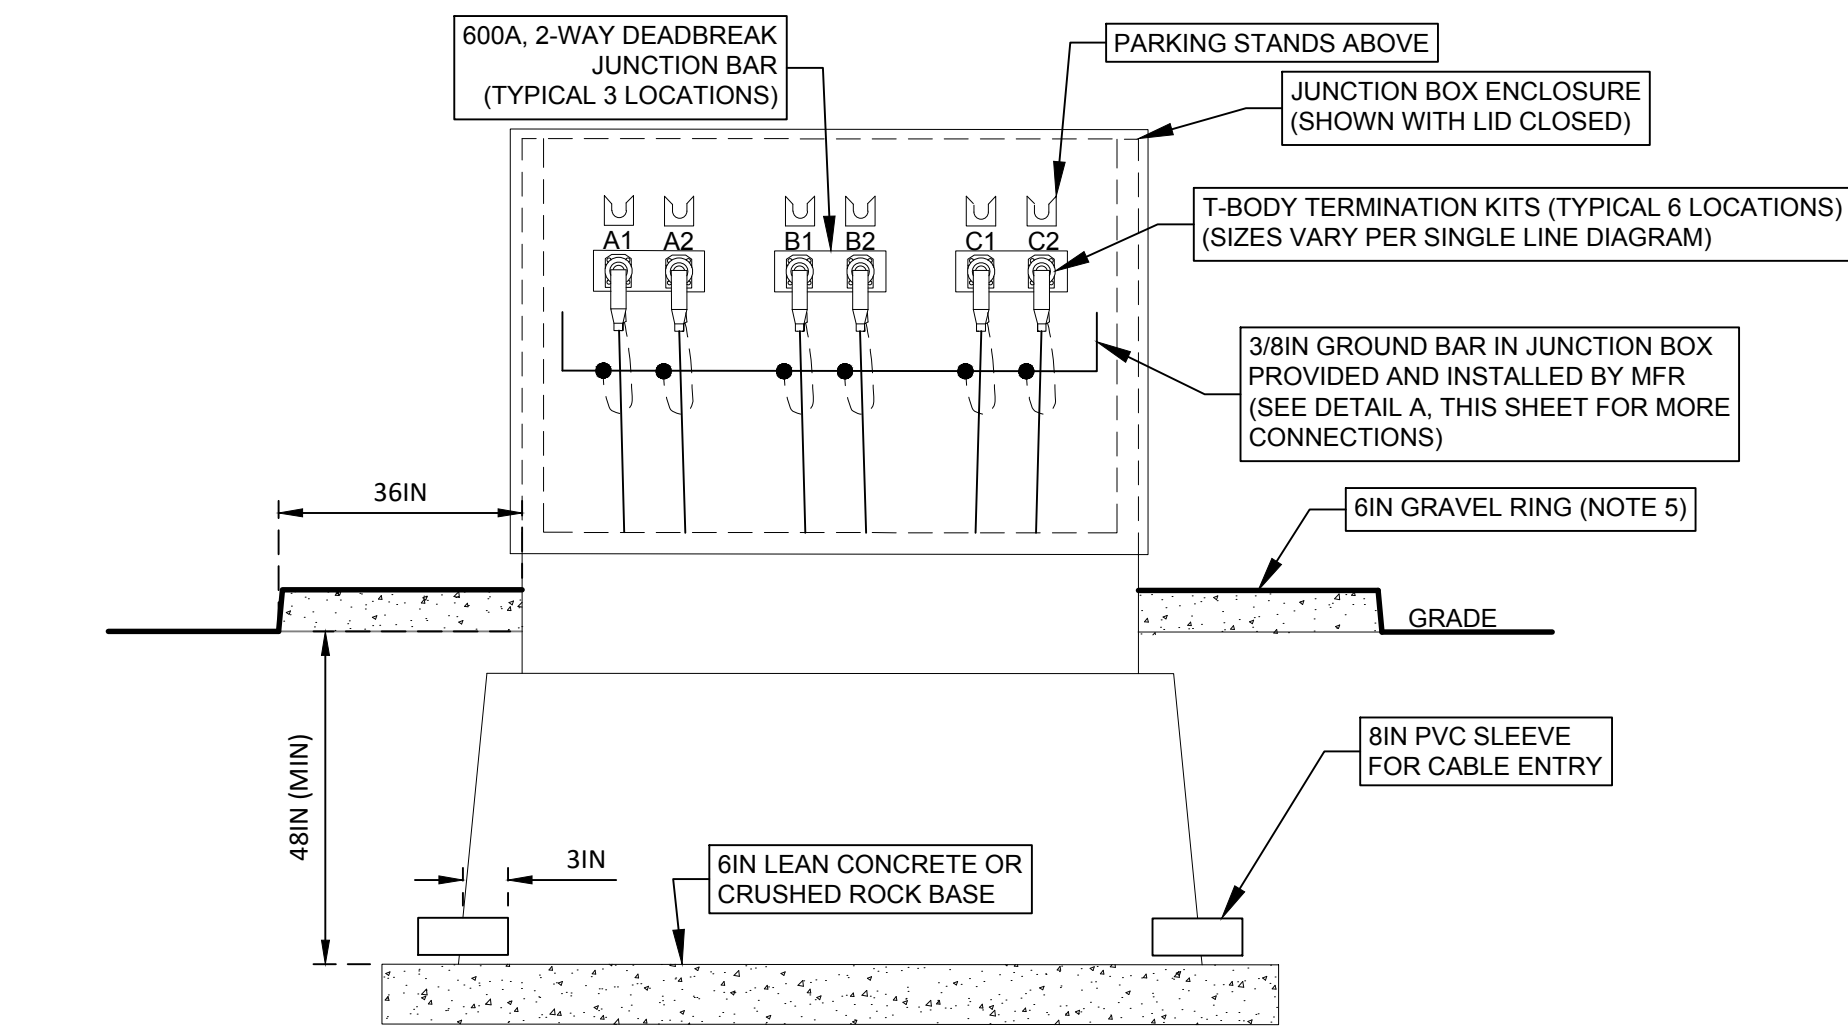 600A, 2-WAY DEADBREAK
JUNCTION BAR
(TYPICAL 3 LOCATIONS)
PARKING STANDS ABOVE
JUNCTION BOX ENCLOSURE
(SHOWN WITH LID CLOSED)
T-BODY TERMINATION KITS (TYPICAL 6 LOCATIONS)
(SIZES VARY PER SINGLE LINE DIAGRAM)
A1 A2 B1 B2 C1 C2
3/8IN GROUND BAR IN JUNCTION BOX
PROVIDED AND INSTALLED BY MFR
(SEE DETAIL A, THIS SHEET FOR MORE
CONNECTIONS)
36IN
6IN GRAVEL RING (NOTE 5)
GRADE
48IN (MIN)
8IN PVC SLEEVE
FOR CABLE ENTRY
3IN
6IN LEAN CONCRETE OR
CRUSHED ROCK BASE